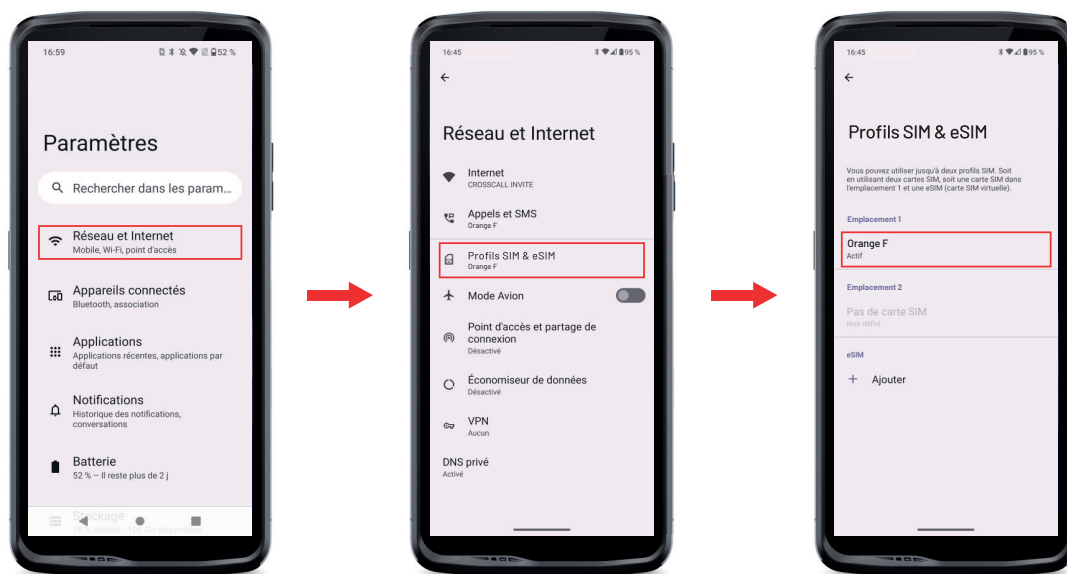 16:59
52 %
Paramètres
Rechercher dans les param...
Réseau et Internet
Mobile, Wi-Fi, point d'accès
Appareils connectés
Bluetooth, association
Applications
Applications récentes, applications par
défaut
Notifications
Historique des notifications,
conversations
Batterie
52 % – Il reste plus de 2 j
Stockage
16:45
95 %
Réseau et Internet
Internet
CROSSCALL INVITE
Appels et SMS
Orange F
Profils SIM & eSIM
Orange F
Mode Avion
Point d'accès et partage de
connexion
Désactivé
Économiseur de données
Désactivé
VPN
Aucun
DNS privé
Activé
16:45
95 %
Profils SIM & eSIM
Vous pouvez utiliser jusqu'à deux profils SIM. Soit
en utilisant deux cartes SIM, soit une carte SIM dans
l'emplacement 1 et une eSIM (carte SIM virtuelle).
Emplacement 1
Orange F
Actif
Emplacement 2
Pas de carte SIM
Non défini
eSIM
+ Ajouter